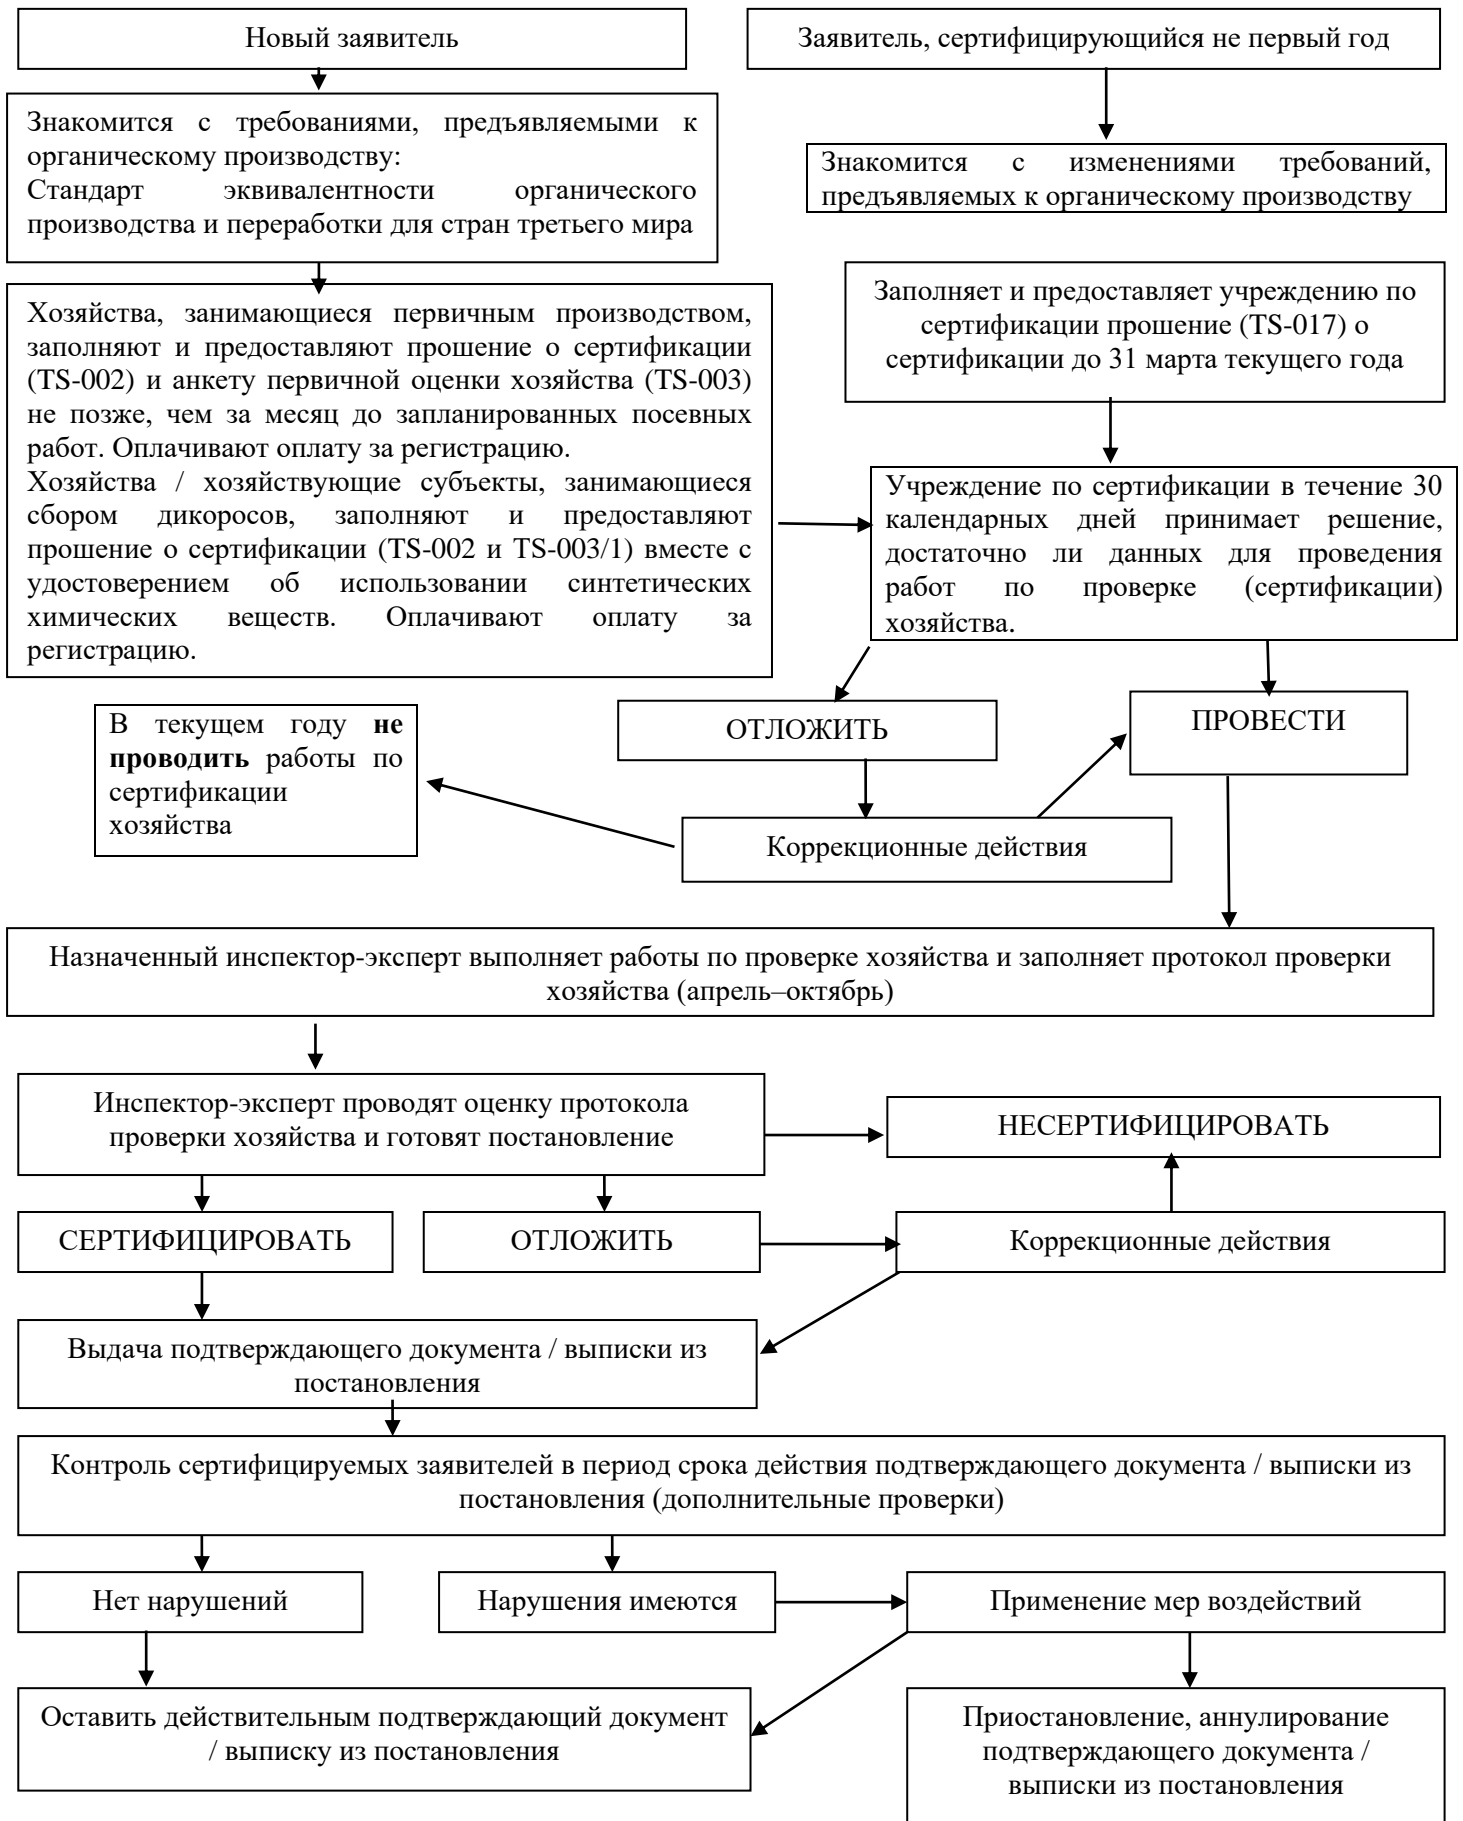 Новый заявитель
Заявитель, сертифицирующийся не первый год
Знакомится с требованиями, предъявляемыми к
органическому производству:
Стандарт эквивалентности органического
производства и переработки для стран третьего мира
Знакомится с изменениями требований,
предъявляемых к органическому производству
Хозяйства, занимающиеся первичным производством,
заполняют и предоставляют прошение о сертификации
(TS-002) и анкету первичной оценки хозяйства (TS-003)
не позже, чем за месяц до запланированных посевных
работ. Оплачивают оплату за регистрацию.
Хозяйства / хозяйствующие субъекты, занимающиеся
сбором дикоросов, заполняют и предоставляют
прошение о сертификации (TS-002 и TS-003/1) вместе с
удостоверением об использовании синтетических
химических веществ. Оплачивают оплату за
регистрацию.
Заполняет и предоставляет учреждению по
сертификации прошение (TS-017) о
сертификации до 31 марта текущего года
Учреждение по сертификации в течение 30
календарных дней принимает решение,
достаточно ли данных для проведения
работ по проверке (сертификации)
хозяйства.
ОТЛОЖИТЬ
ПРОВЕСТИ
В текущем году не
проводить работы по
сертификации
хозяйства
Коррекционные действия
Назначенный инспектор-эксперт выполняет работы по проверке хозяйства и заполняет протокол проверки
хозяйства (апрель–октябрь)
Инспектор-эксперт проводят оценку протокола
проверки хозяйства и готовят постановление
НЕСЕРТИФИЦИРОВАТЬ
СЕРТИФИЦИРОВАТЬ
ОТЛОЖИТЬ
Коррекционные действия
Выдача подтверждающего документа / выписки из
постановления
Контроль сертифицируемых заявителей в период срока действия подтверждающего документа / выписки из
постановления (дополнительные проверки)
Нет нарушений
Нарушения имеются
Применение мер воздействий
Оставить действительным подтверждающий документ
/ выписку из постановления
Приостановление, аннулирование
подтверждающего документа /
выписки из постановления